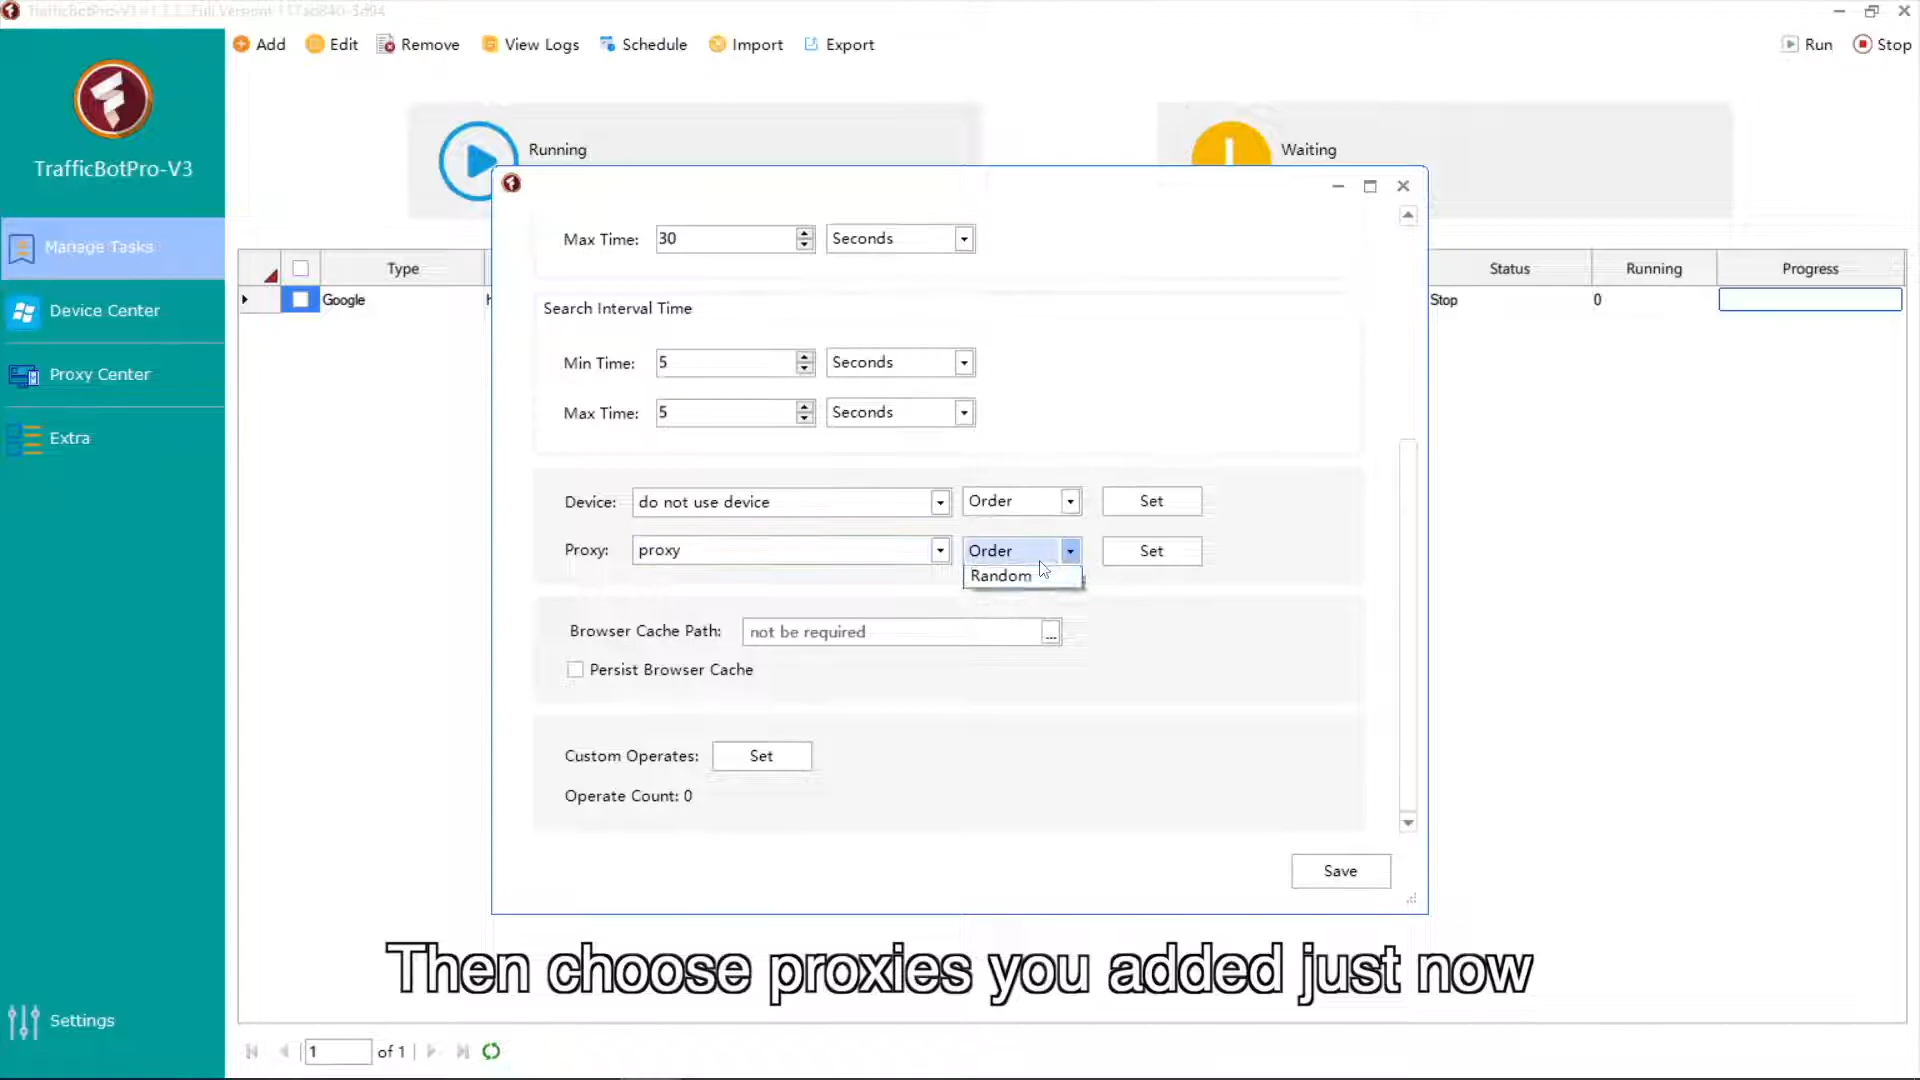 Add Edit Remove View Logs Schedule Import Export Run Stop
TrafficBotPro-V3
Running
Waiting
Manage Tasks
Device Center
Proxy Center
Extra
Settings
Type Status Running Progress
Google Stop 0
Max Time: 30 Seconds
Search Interval Time
Min Time: 5 Seconds
Max Time: 5 Seconds
Device: do not use device Order Set
Proxy: proxy Order Set
Random
Browser Cache Path: not be required ...
Persist Browser Cache
Custom Operates: Set
Operate Count: 0
Save
Then choose proxies you added just now
1 of 1